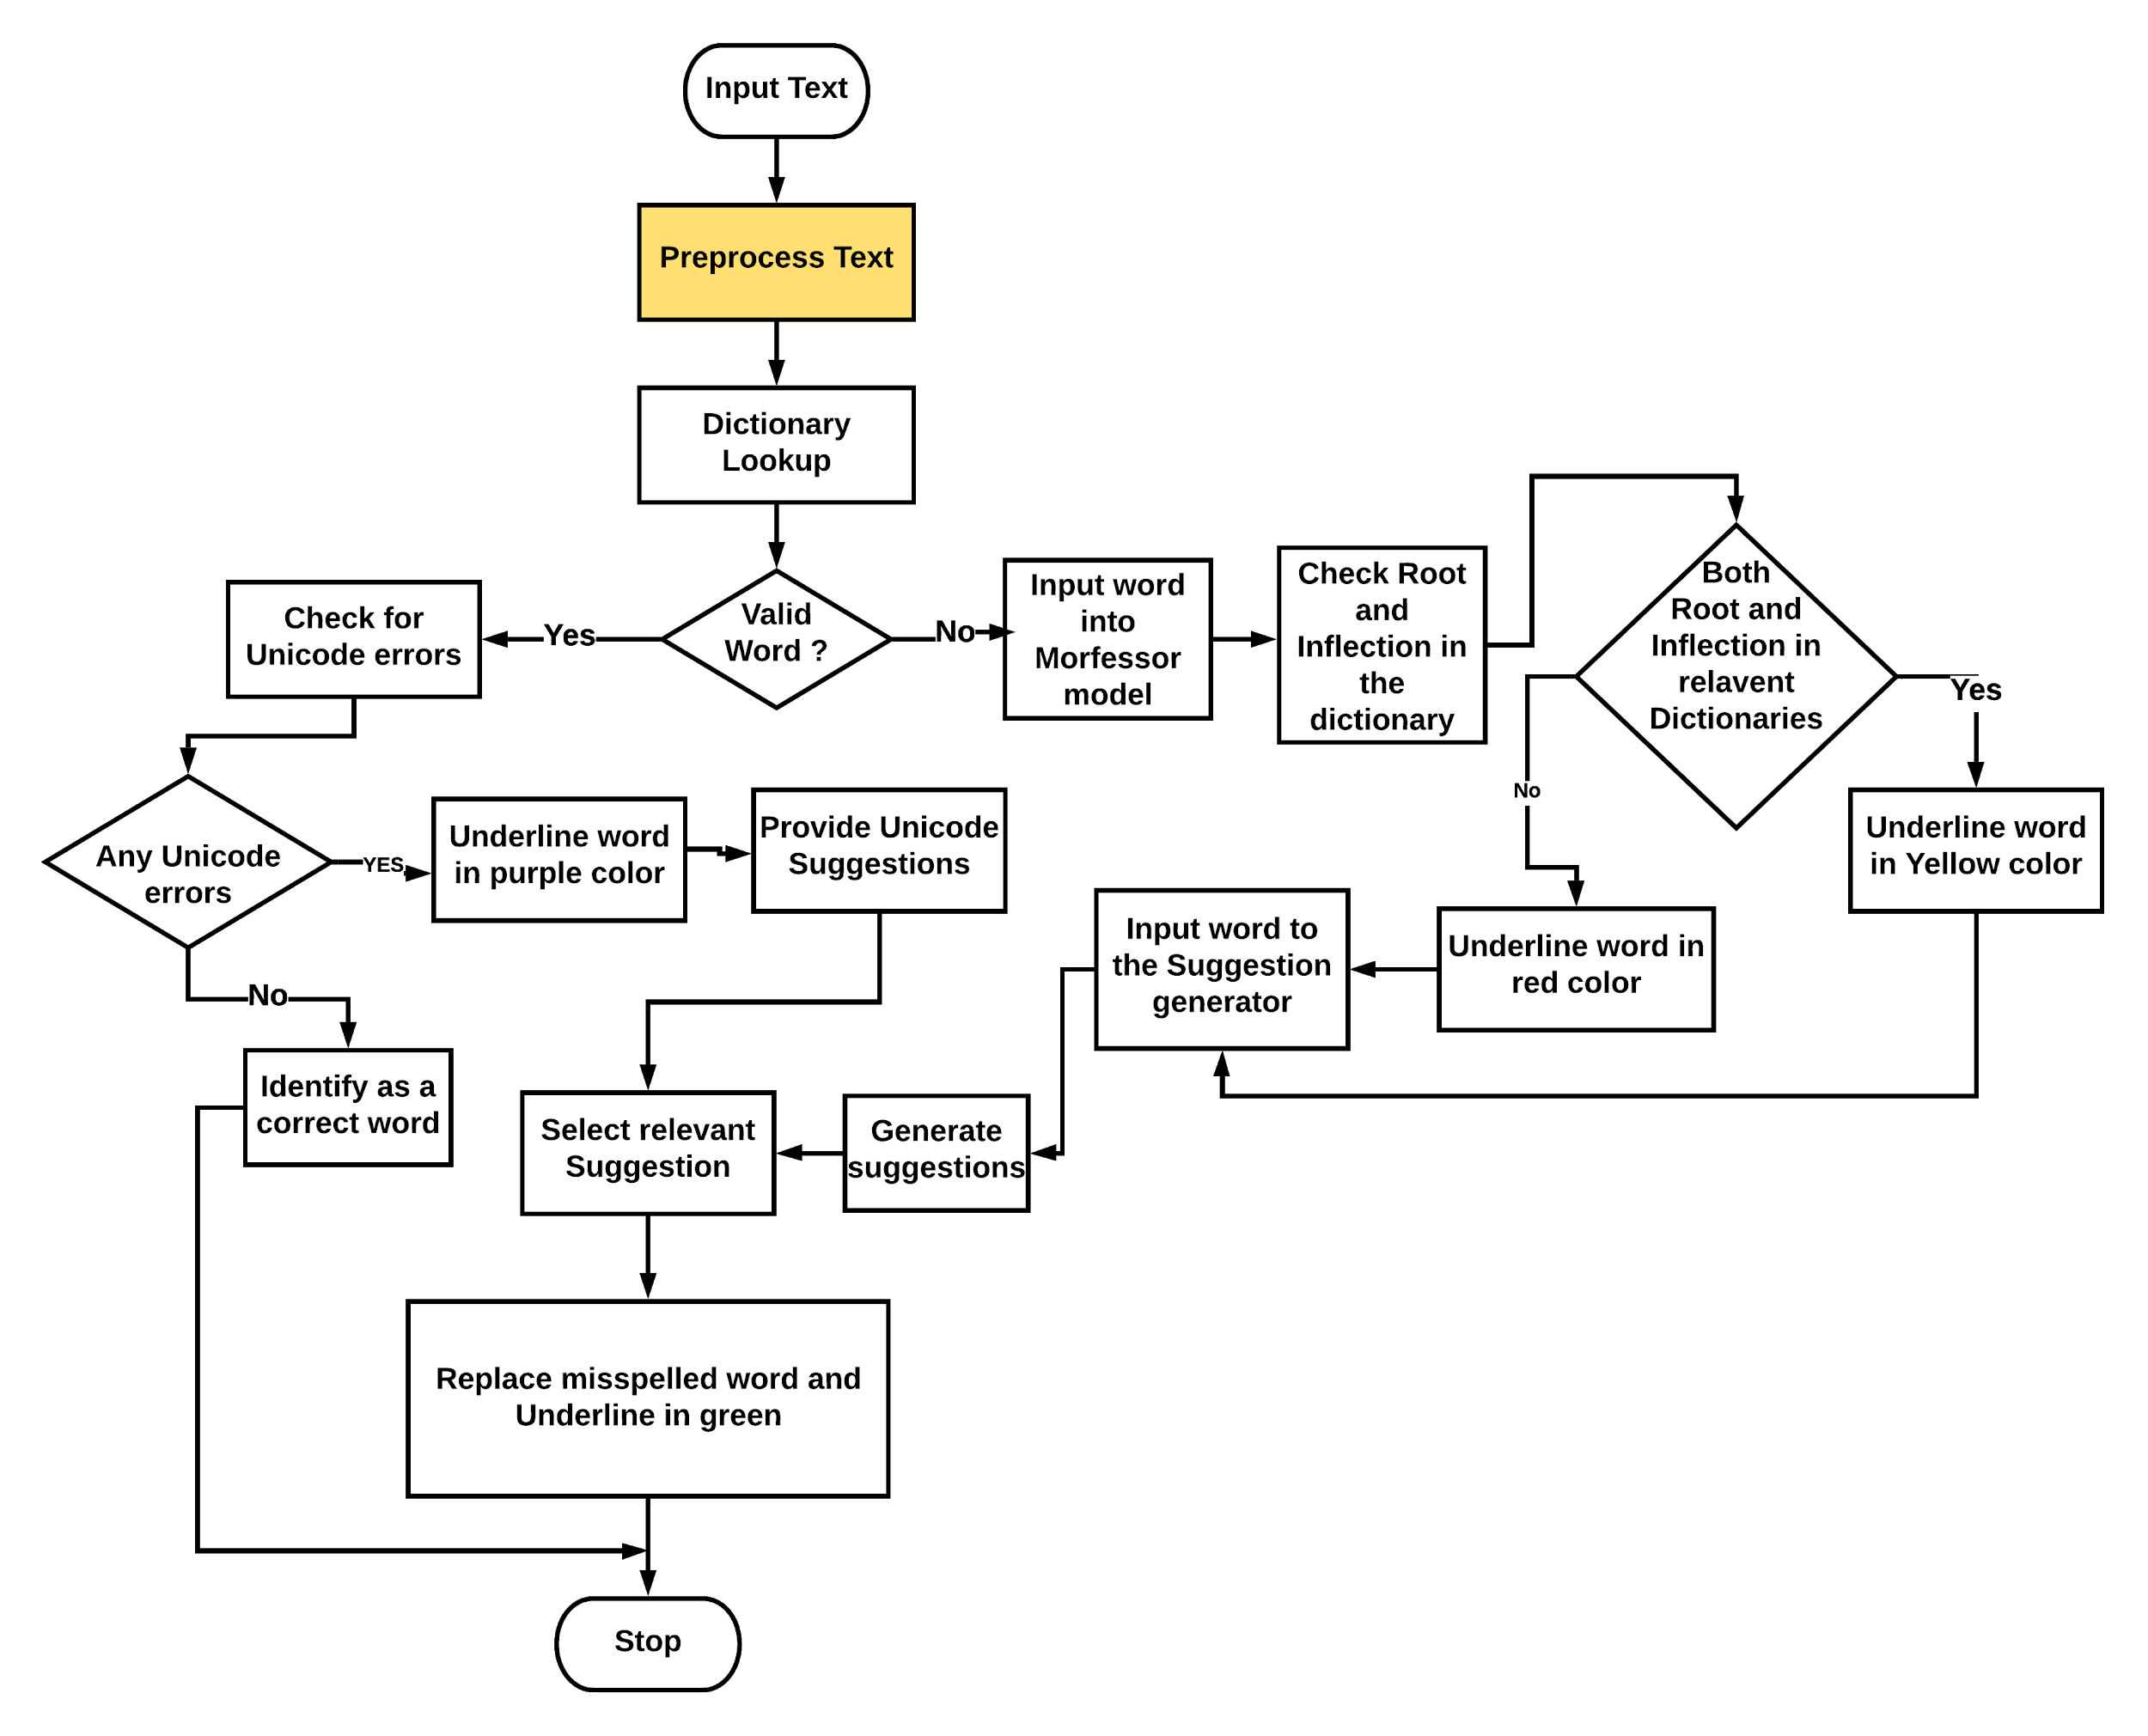 Input Text
Preprocess Text
Dictionary
Lookup
Valid
Word ?
Yes
No
Check for
Unicode errors
Input word
into
Morfessor
model
Check Root
and
Inflection in
the
dictionary
Both
Root and
Inflection in
relavent
Dictionaries
Yes
No
Any Unicode
errors
YES
No
Underline word
in purple color
Provide Unicode
Suggestions
Underline word
in Yellow color
Underline word in
red color
Input word to
the Suggestion
generator
Identify as a
correct word
Select relevant
Suggestion
Generate
suggestions
Replace misspelled word and
Underline in green
Stop